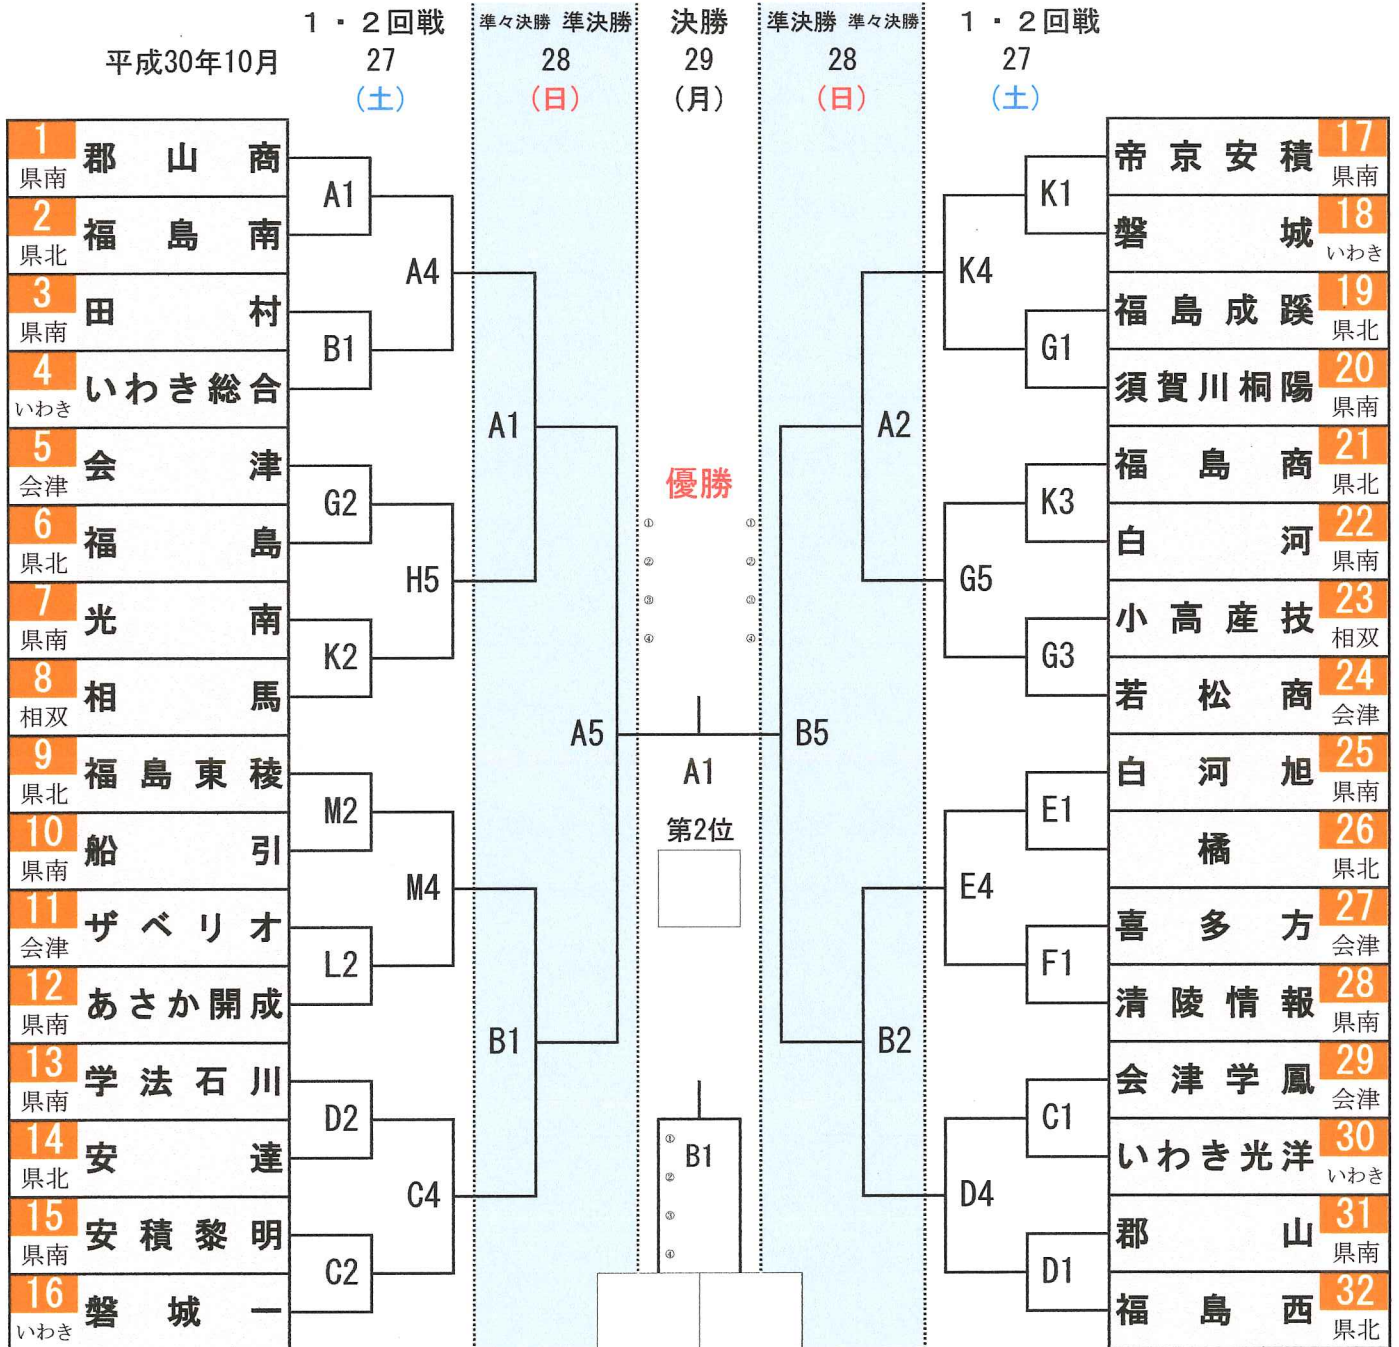 1・2回戦 準々決勝 準決勝 決勝 準決勝 準々決勝 1・2回戦
平成30年10月 27 28 29 28 27
(土) (日) (月) (日) (土)
1 県南 郡山商
2 県北 福島南
3 県南 田村
4 いわき いわき総合
5 会津 会津
6 県北 福島
7 県南 光南
8 相双 相馬
9 県北 福島東稜
10 県南 船引
11 会津 ザベリオ
12 県南 あさか開成
13 県南 学法石川
14 県北 安達
15 県南 安積黎明
16 いわき 磐城一
A1
B1
G2
K2
M2
L2
D2
C2
A4
H5
M4
C4
A1
B1
A5
優勝
① ①
② ②
③ ③
④ ④
A1
第2位
B1
①
②
③
④
B5
A2
B2
K4
G5
E4
D4
K1
G1
K3
G3
E1
F1
C1
D1
帝京安積 17 県南
磐城 18 いわき
福島成蹊 19 県北
須賀川桐陽 20 県南
福島商 21 県北
白河 22 県南
小高産技 23 相双
若松商 24 会津
白河旭 25 県南
橘 26 県北
喜多方 27 会津
清陵情報 28 県南
会津学鳳 29 会津
いわき光洋 30 いわき
郡山 31 県南
福島西 32 県北